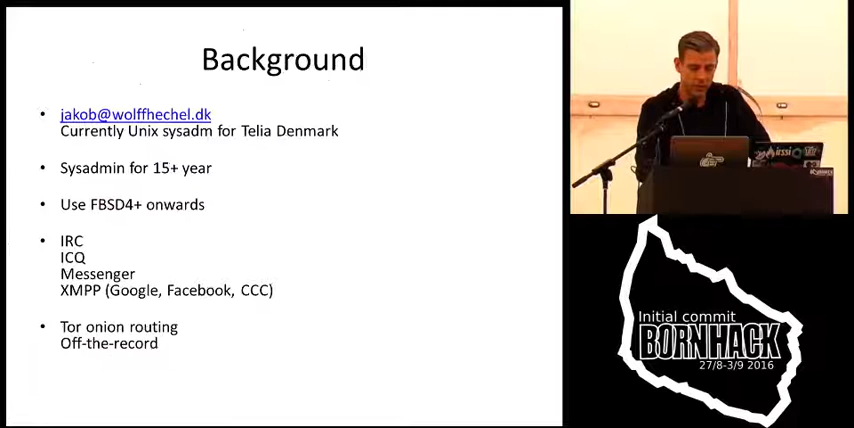 Background
jakob@wolffhechel.dk
Currently Unix sysadm for Telia Denmark
Sysadmin for 15+ year
Use FBSD4+ onwards
IRC
ICQ
Messenger
XMPP (Google, Facebook, CCC)
Tor onion routing
Off-the-record
irssi
Initial commit
BORNHACK
27/8-3/9 2016